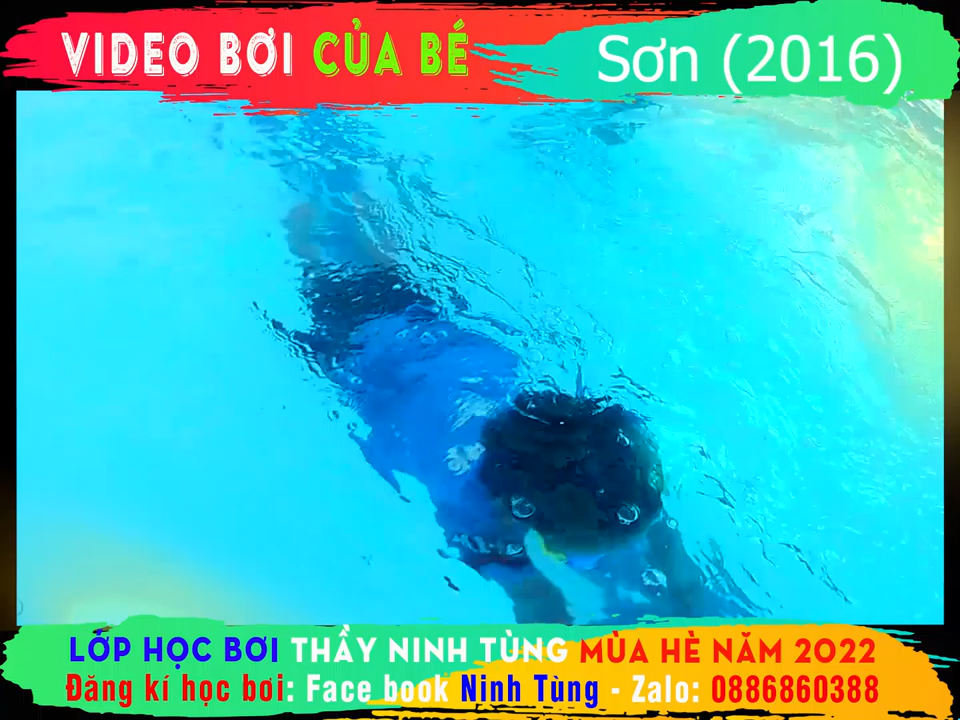 VIDEO BƠI CỦA BÉ
Sơn (2016)
LỚP HỌC BƠI THẦY NINH TÙNG MÙA HÈ NĂM 2022
Đăng kí học bơi: Face book Ninh Tùng - Zalo: 0886860388